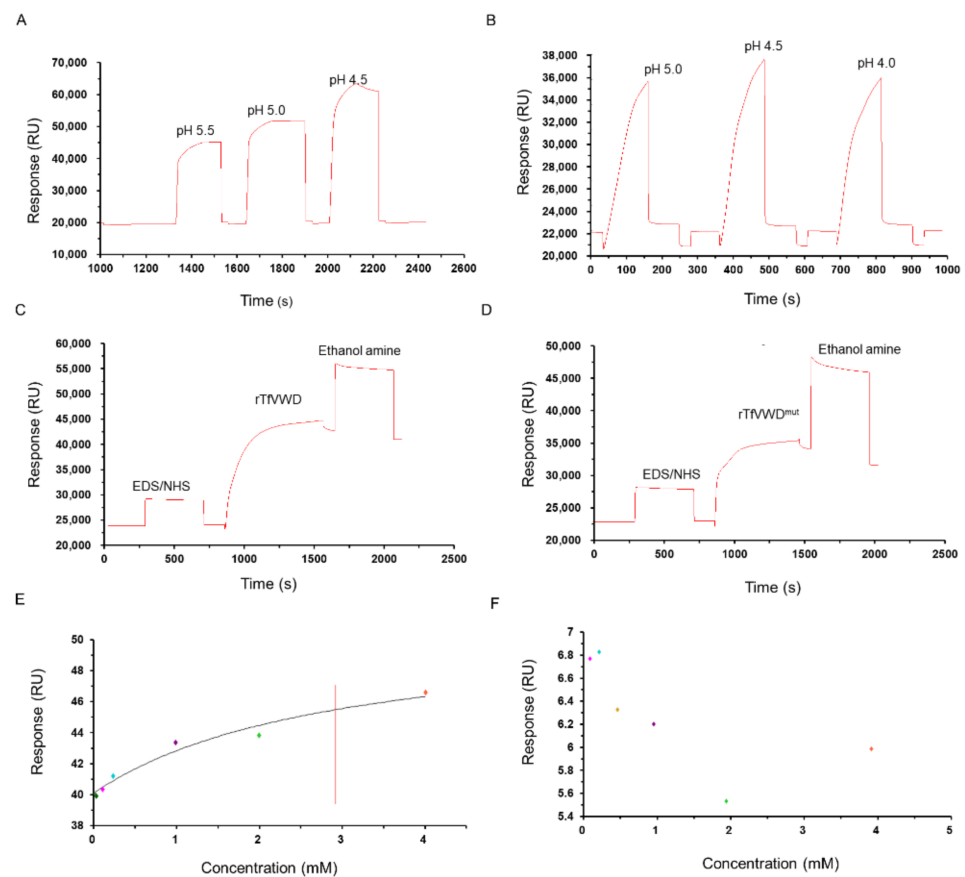 A
Response (RU)
70,000
60,000
50,000
40,000
30,000
20,000
10,000
pH 5.5
pH 5.0
pH 4.5
1000 1200 1400 1600 1800 2000 2200 2400 2600
Time (s)
B
Response (RU)
38,000
36,000
34,000
32,000
30,000
28,000
26,000
24,000
22,000
20,000
pH 5.0
pH 4.5
pH 4.0
0 100 200 300 400 500 600 700 800 900 1000
Time (s)
C
Response (RU)
60,000
55,000
50,000
45,000
40,000
35,000
30,000
25,000
20,000
EDS/NHS
rTfVWD
Ethanol amine
0 500 1000 1500 2000 2500
Time (s)
D
Response (RU)
50,000
45,000
40,000
35,000
30,000
25,000
20,000
EDS/NHS
rTfVWDmut
Ethanol amine
0 500 1000 1500 2000 2500
Time (s)
E
Response (RU)
50
48
46
44
42
40
38
0 1 2 3 4
Concentration (mM)
F
Response (RU)
7
6.8
6.4
6.2
6
5.8
5.6
5.4
0 1 2 3 4 5
Concentration (mM)